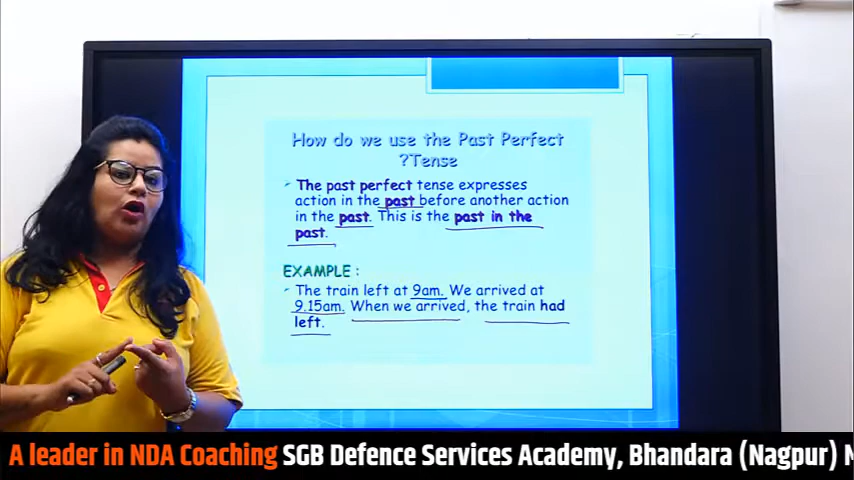 How do we use the Past Perfect
?Tense
The past perfect tense expresses
action in the past before another action
in the past. This is the past in the
past.
EXAMPLE :
The train left at 9am. We arrived at
9.15am. When we arrived, the train had
left.
A leader in NDA Coaching SGB Defence Services Academy, Bhandara (Nagpur)